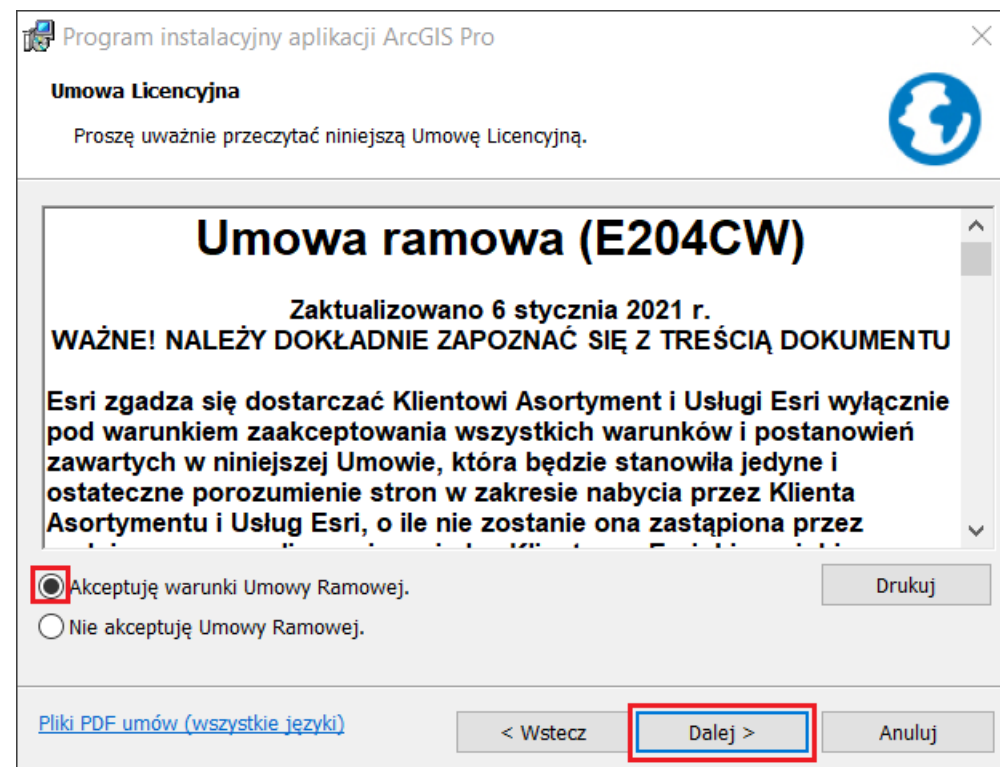 Program instalacyjny aplikacji ArcGIS Pro
Umowa Licencyjna
Proszę uważnie przeczytać niniejszą Umowę Licencyjną.
Umowa ramowa (E204CW)
Zaktualizowano 6 stycznia 2021 r.
WAŻNE! NALEŻY DOKŁADNIE ZAPOZNAĆ SIĘ Z TREŚCIĄ DOKUMENTU
Esri zgadza się dostarczać Klientowi Asortyment i Usługi Esri wyłącznie
pod warunkiem zaakceptowania wszystkich warunków i postanowień
zawartych w niniejszej Umowie, która będzie stanowiła jedyne i
ostateczne porozumienie stron w zakresie nabycia przez Klienta
Asortymentu i Usług Esri, o ile nie zostanie ona zastąpiona przez
Akceptuję warunki Umowy Ramowej.
Drukuj
Nie akceptuję Umowy Ramowej.
Pliki PDF umów (wszystkie języki)
< Wstecz
Dalej >
Anuluj